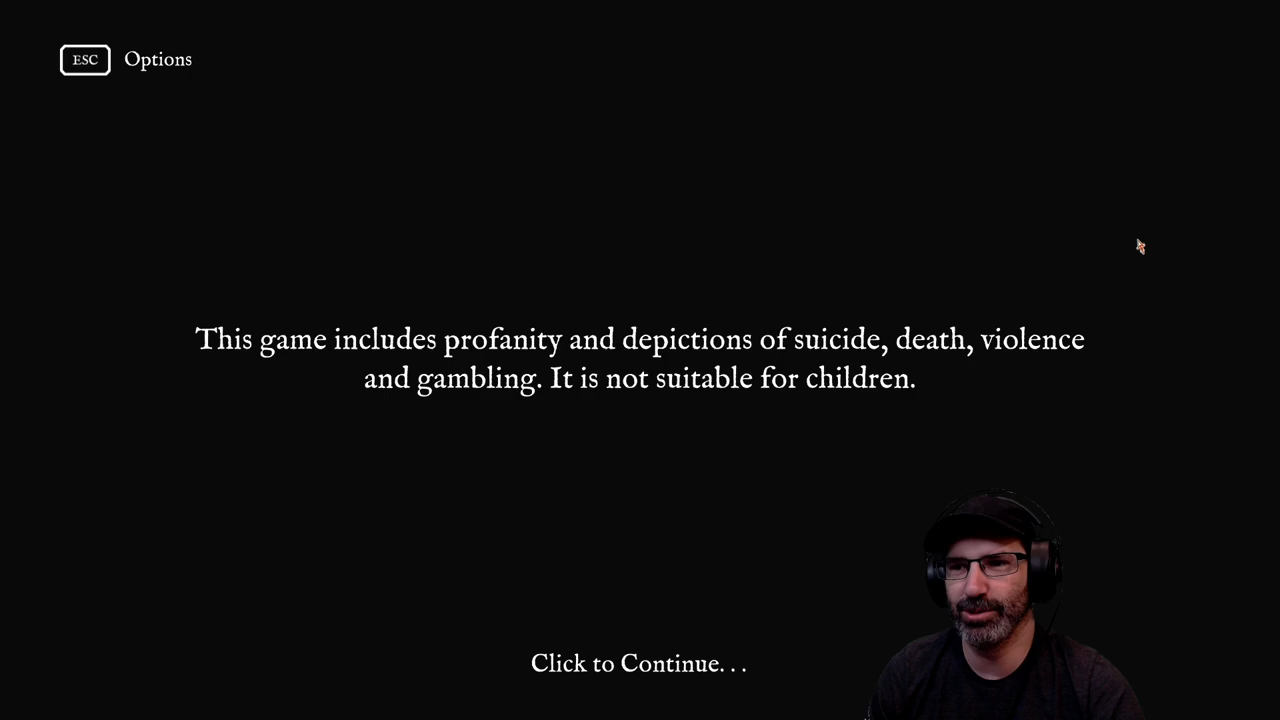 ESC Options
This game includes profanity and depictions of suicide, death, violence
and gambling. It is not suitable for children.
Click to Continue...